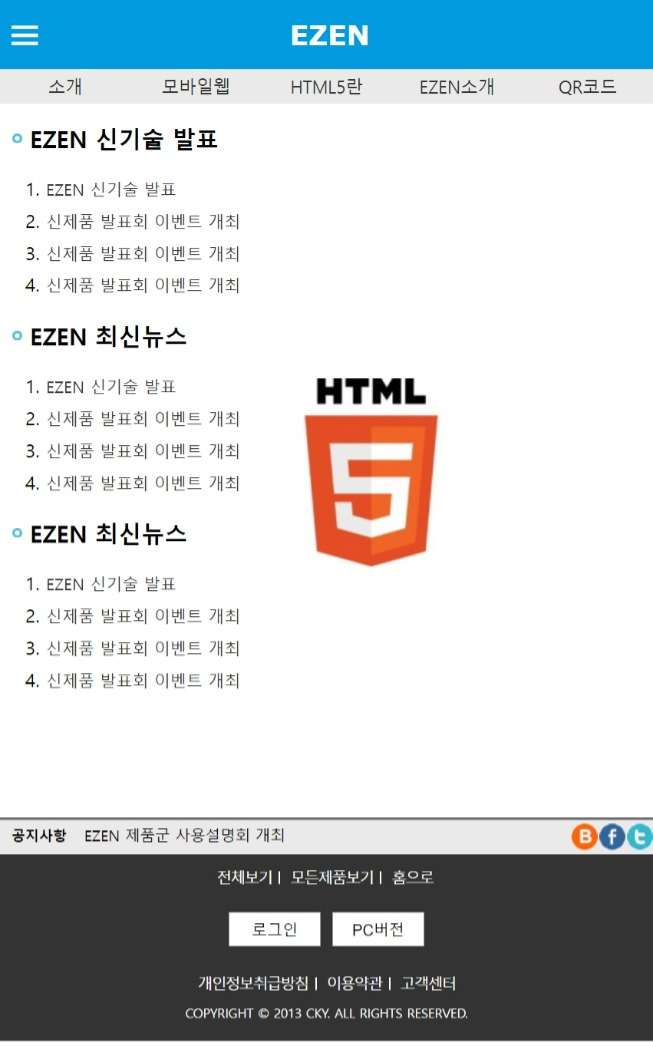 EZEN
소개 모바일웹 HTML5란 EZEN소개 QR코드
EZEN 신기술 발표
1. EZEN 신기술 발표
2. 신제품 발표회 이벤트 개최
3. 신제품 발표회 이벤트 개최
4. 신제품 발표회 이벤트 개최
EZEN 최신뉴스
1. EZEN 신기술 발표
2. 신제품 발표회 이벤트 개최
3. 신제품 발표회 이벤트 개최
4. 신제품 발표회 이벤트 개최
HTML
5
EZEN 최신뉴스
1. EZEN 신기술 발표
2. 신제품 발표회 이벤트 개최
3. 신제품 발표회 이벤트 개최
4. 신제품 발표회 이벤트 개최
공지사항 EZEN 제품군 사용설명회 개최 B f t
전체보기 | 모든제품보기 | 홈으로
로그인 PC버전
개인정보취급방침 | 이용약관 | 고객센터
COPYRIGHT © 2013 CKY. ALL RIGHTS RESERVED.